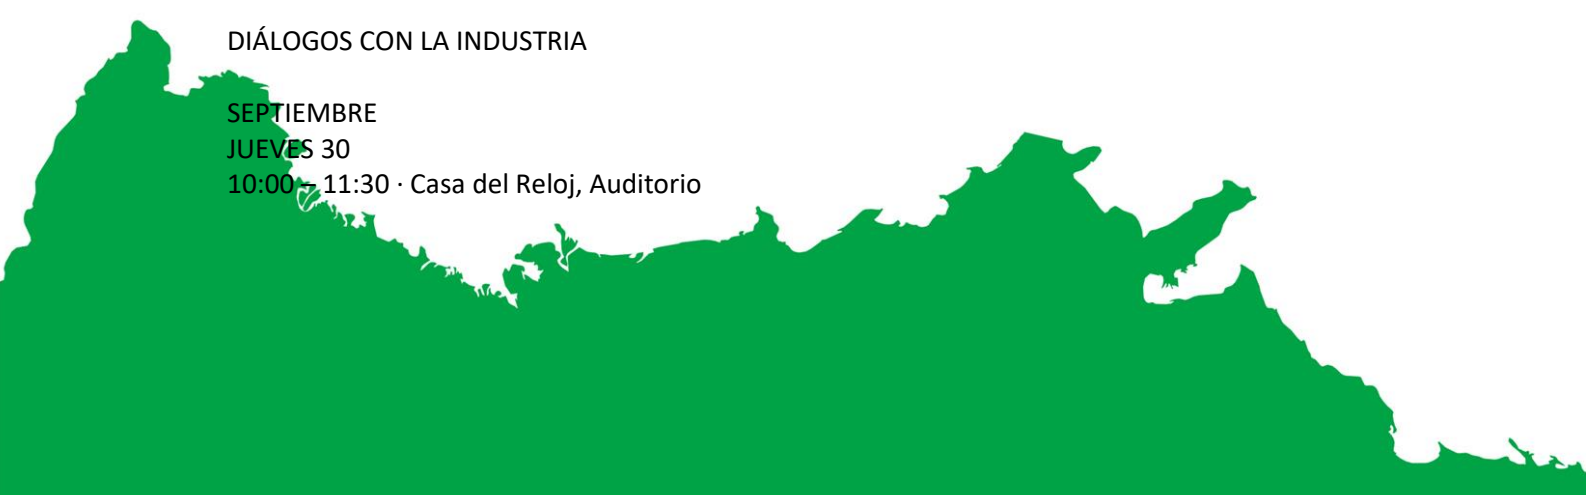 DIÁLOGOS CON LA INDUSTRIA
SEPTIEMBRE
JUEVES 30
10:00 – 11:30 · Casa del Reloj, Auditorio